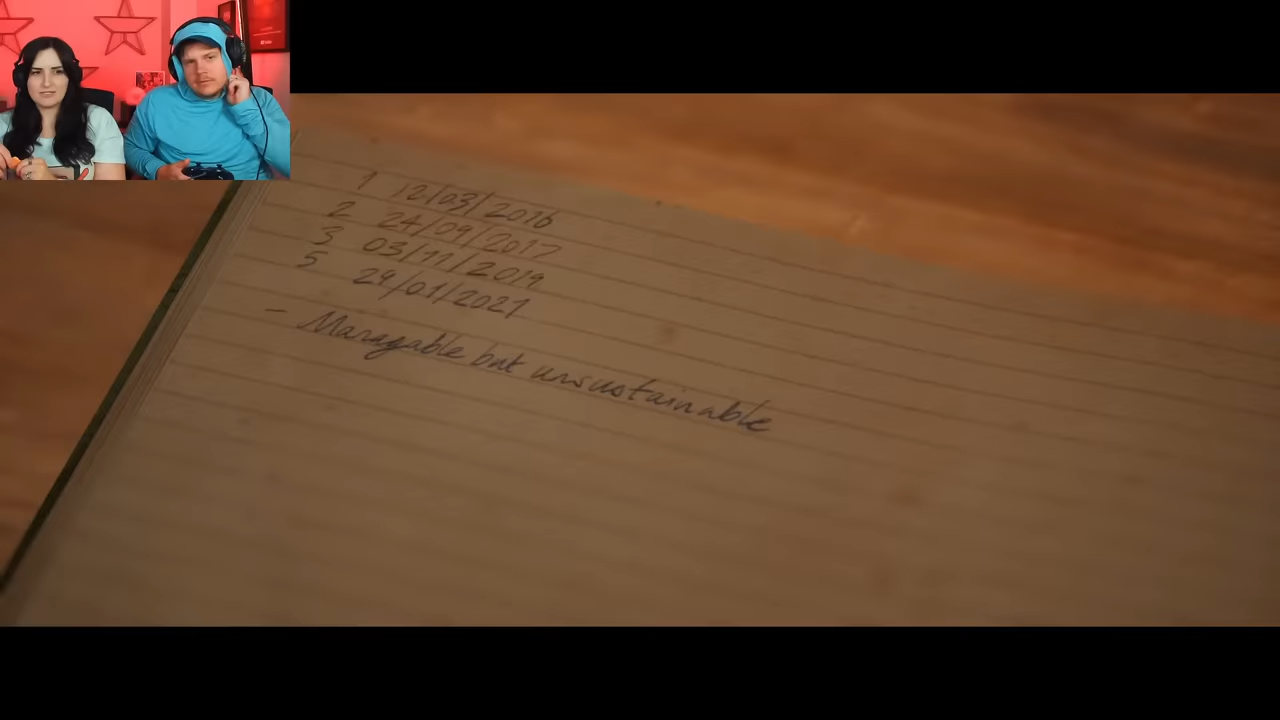 1 12/03/2016
2 24/09/2017
3 03/11/2019
5 29/01/2021
- Managable but unsustainable